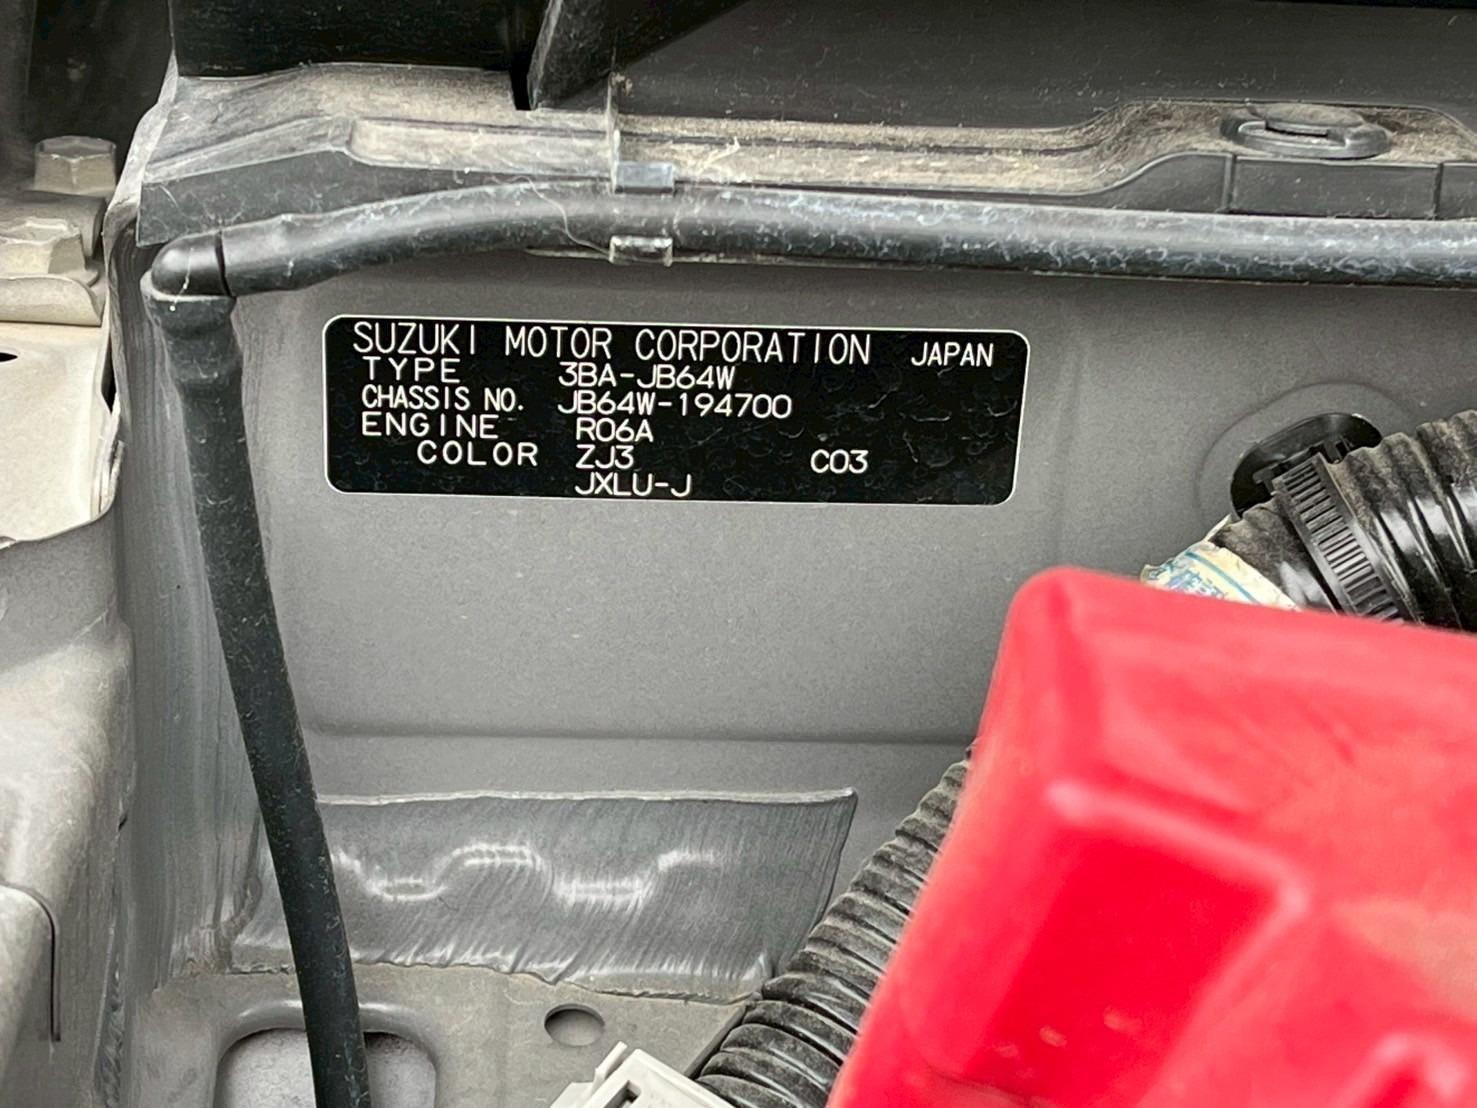 SUZUKI MOTOR CORPORATION JAPAN
TYPE 3BA-JB64W
CHASSIS NO. JB64W-194700
ENGINE R06A
COLOR ZJ3 C03
JXLU-J